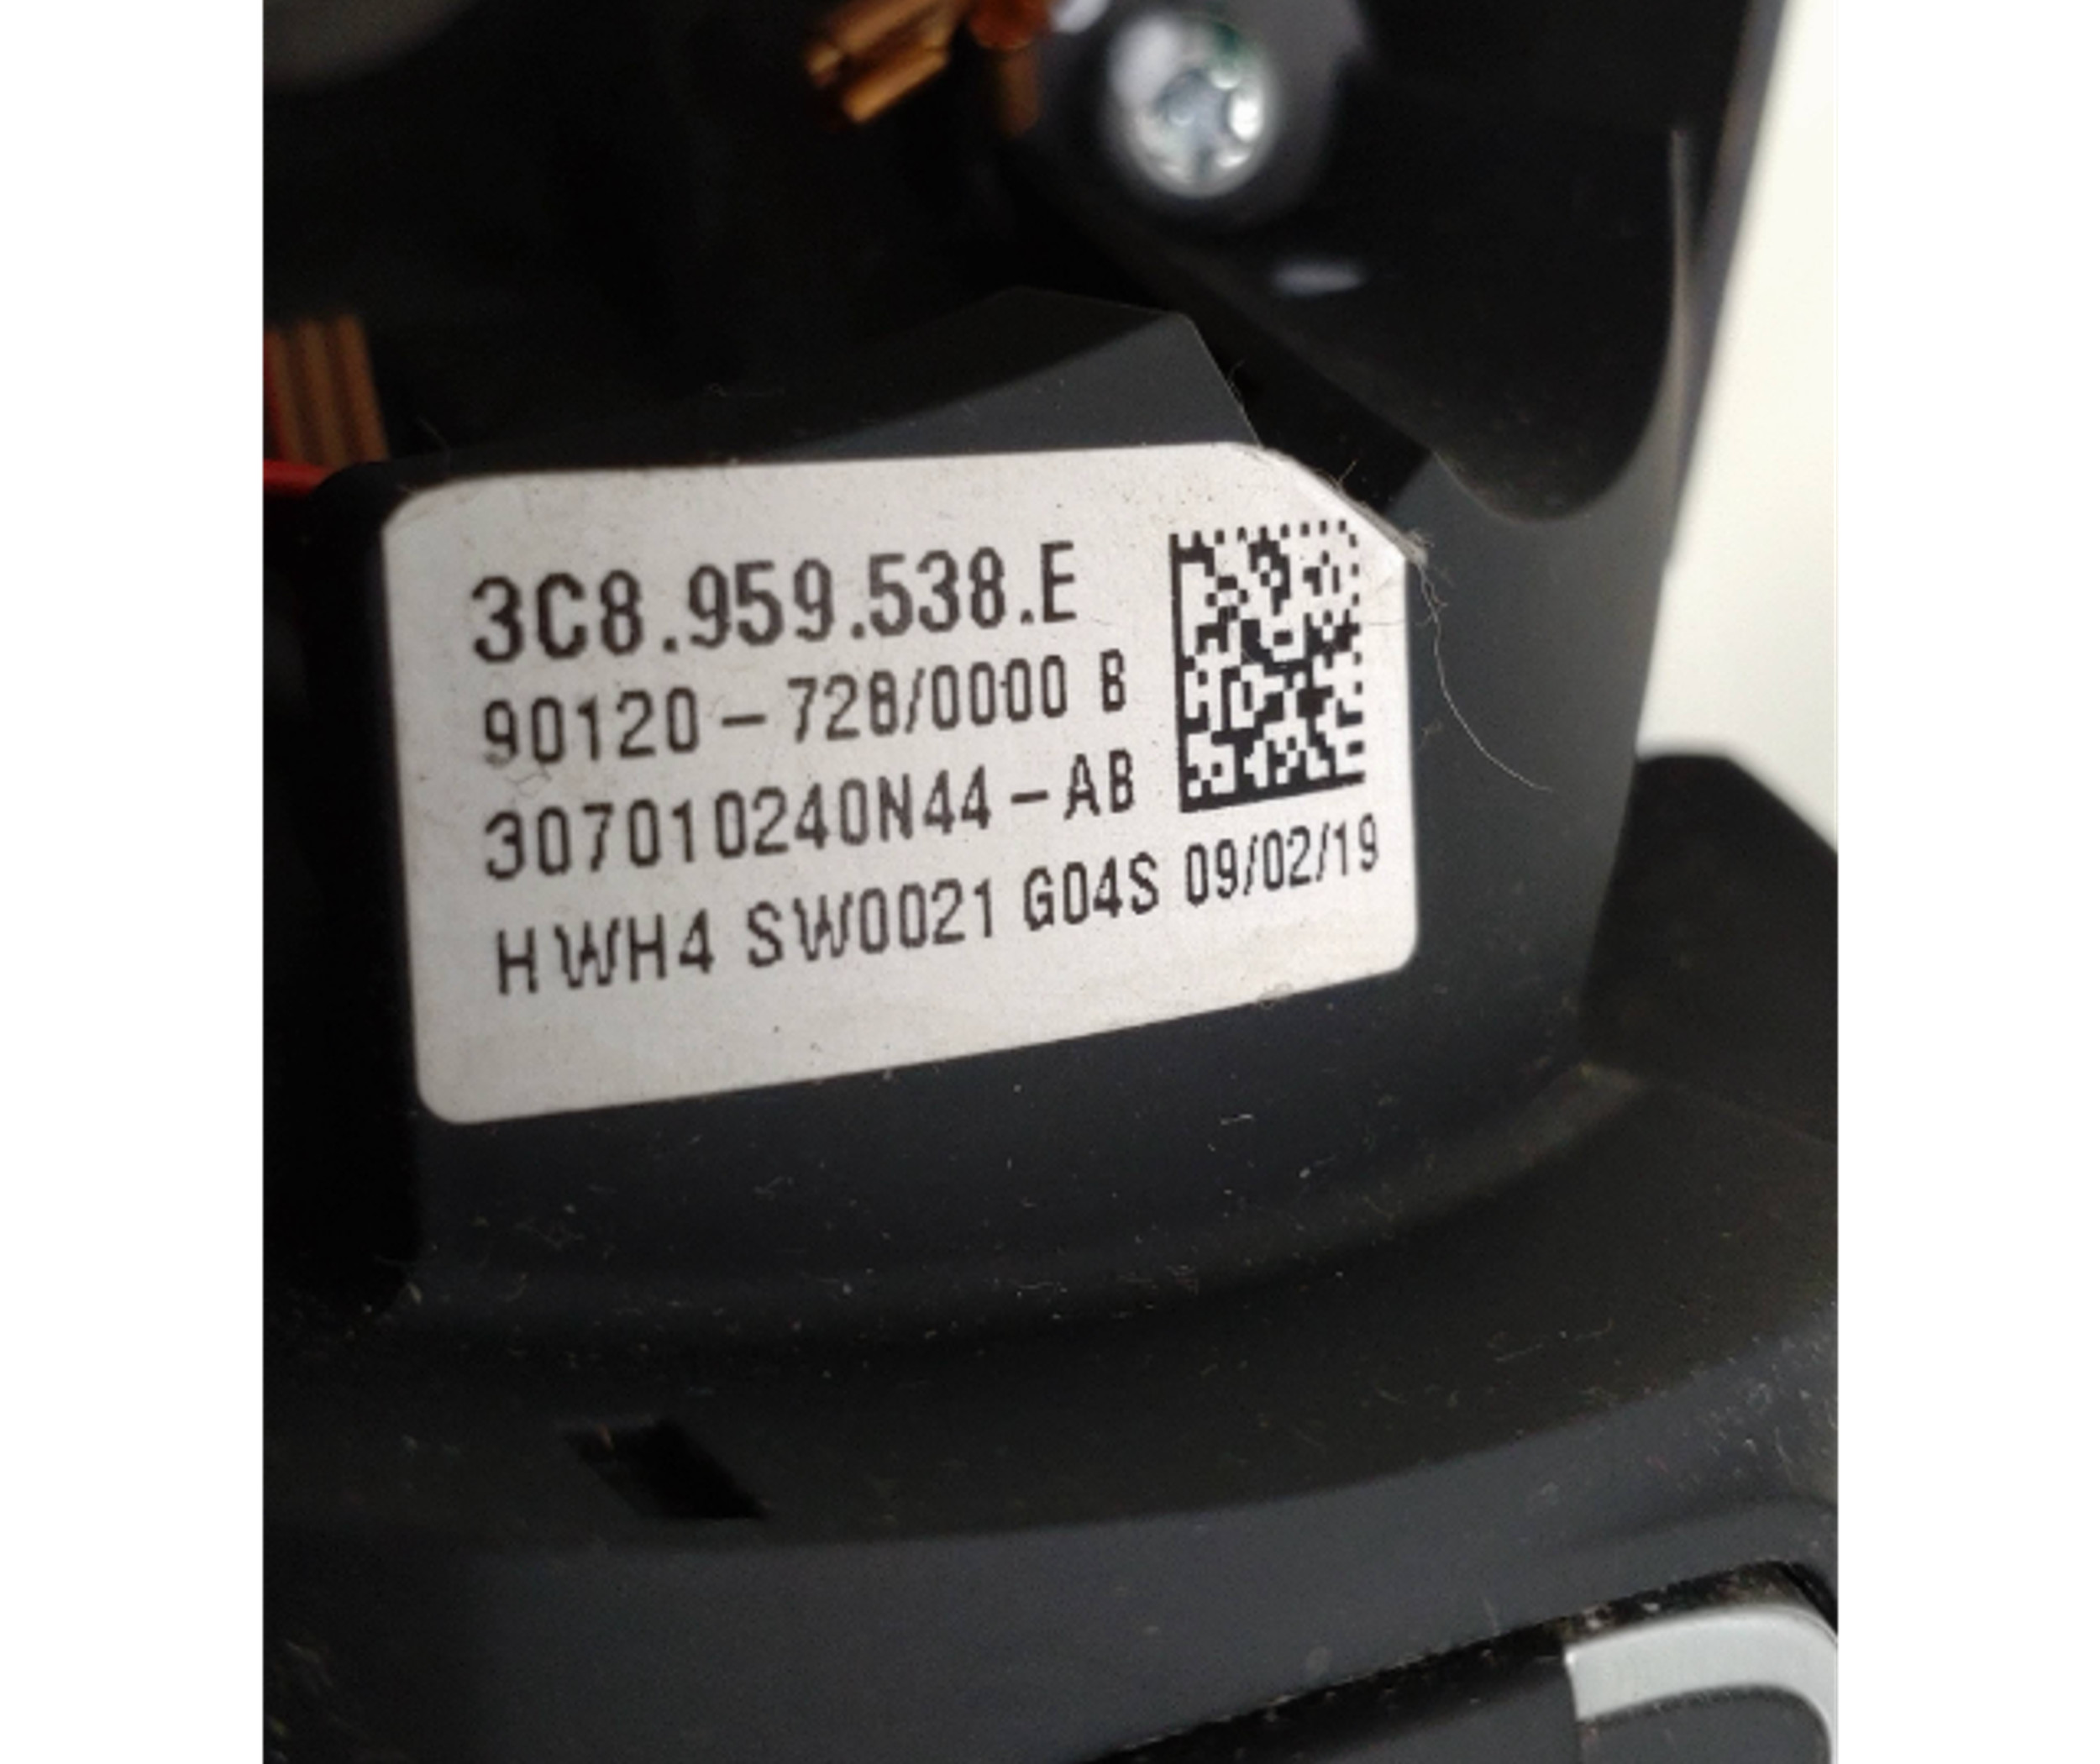 3C8.959.538.E
90120-728/0000 B
307010240N44-AB
HWH4 SW0021 G04S 09/02/19